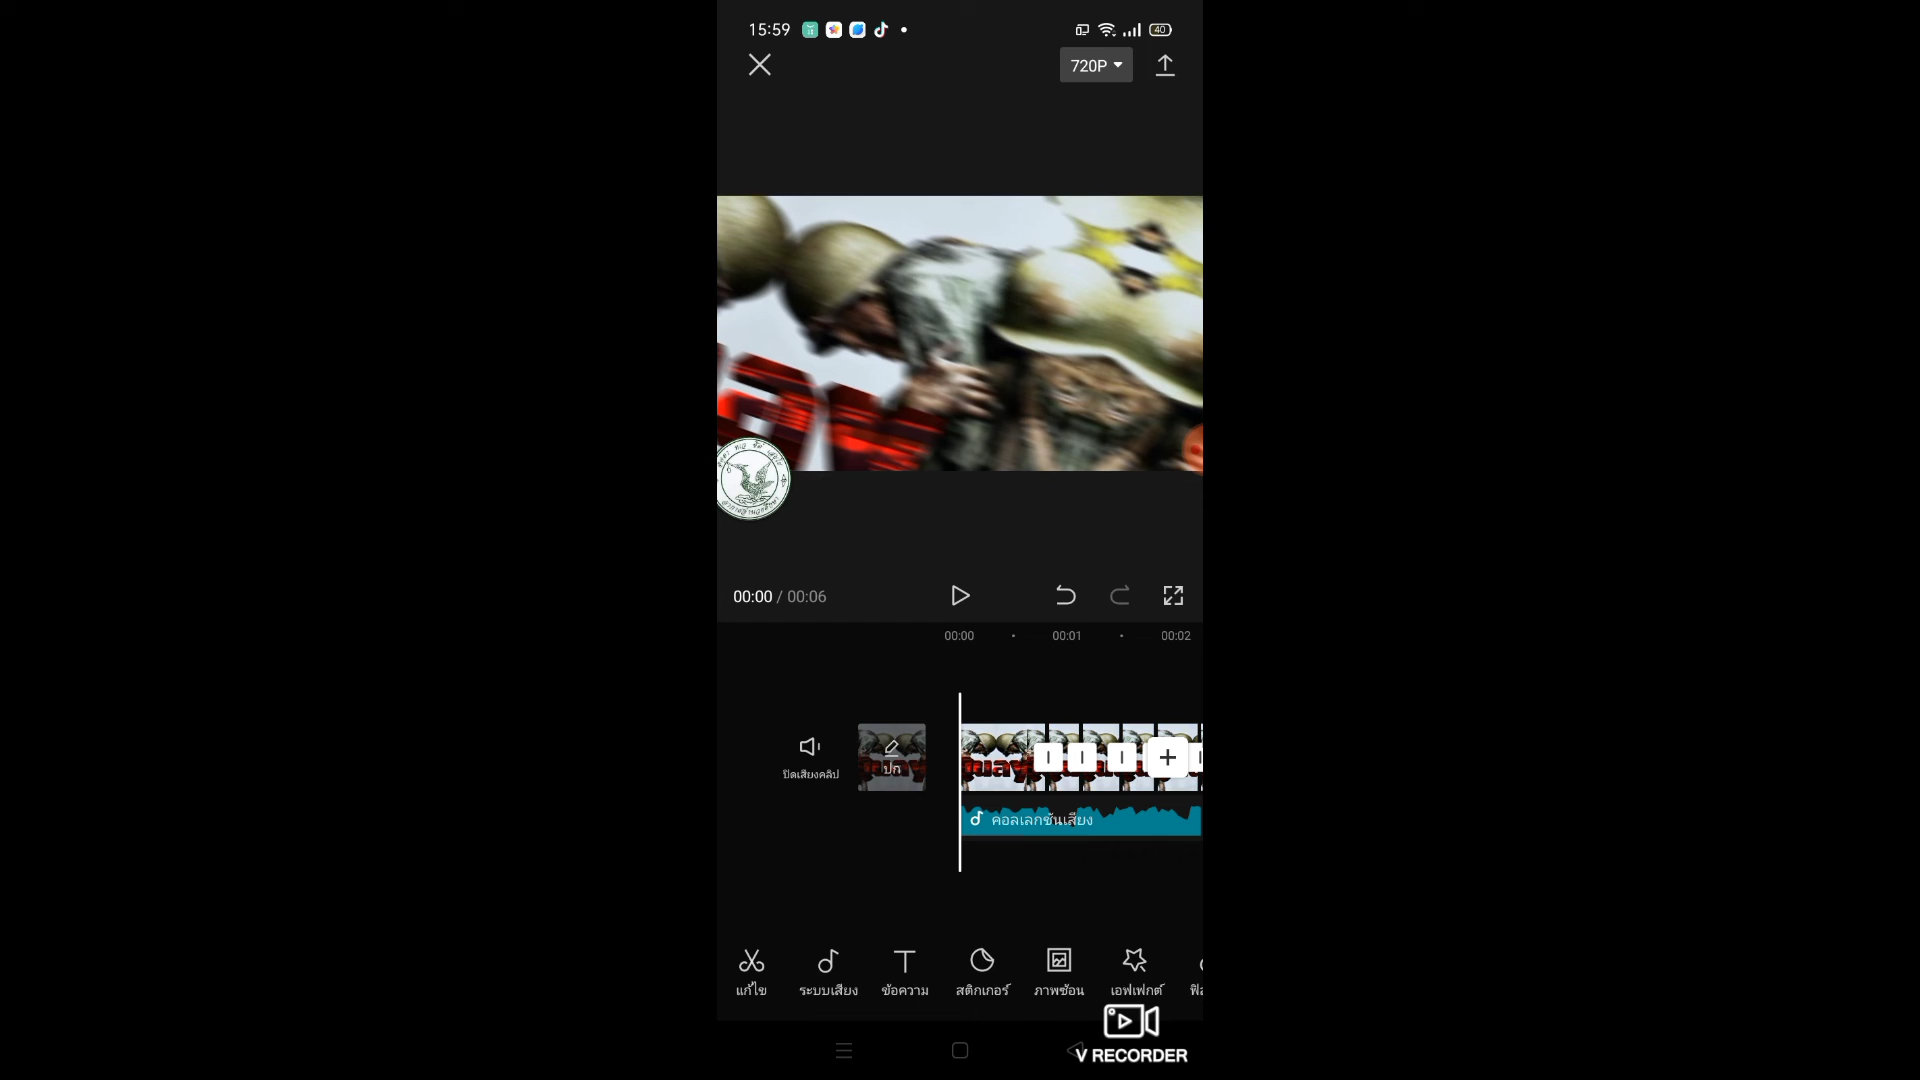 15:59
40
720P
00:00 / 00:06
00:00
00:01
00:02
ปิดเสียงคลิป
ปก
คอลเลกชันเสียง
แก้ไข
ระบบเสียง
ข้อความ
สติกเกอร์
ภาพซ้อน
เอฟเฟกต์
V RECORDER